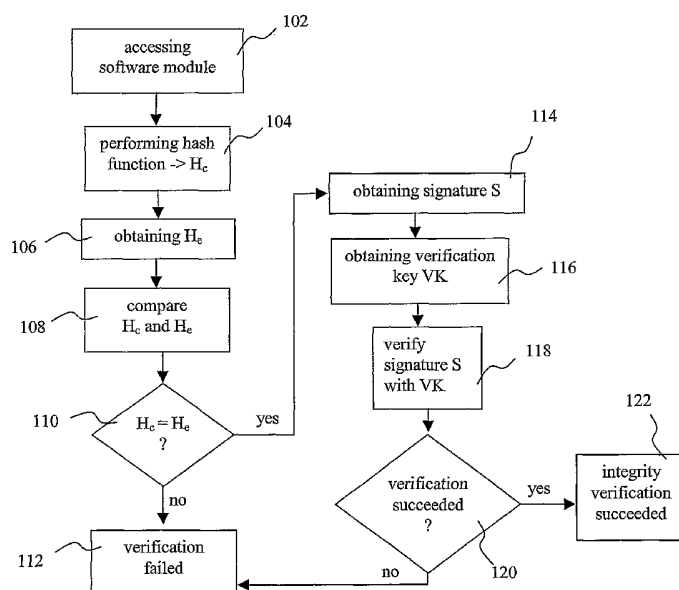 accessing
software module
102
performing hash
function -> Hc
104
106
obtaining He
108
compare
Hc and He
110
Hc = He
?
yes
no
112
verification
failed
114
obtaining signature S
obtaining verification
key VK
116
verify
signature S
with VK
118
verification
succeeded
?
120
yes
no
122
integrity
verification
succeeded